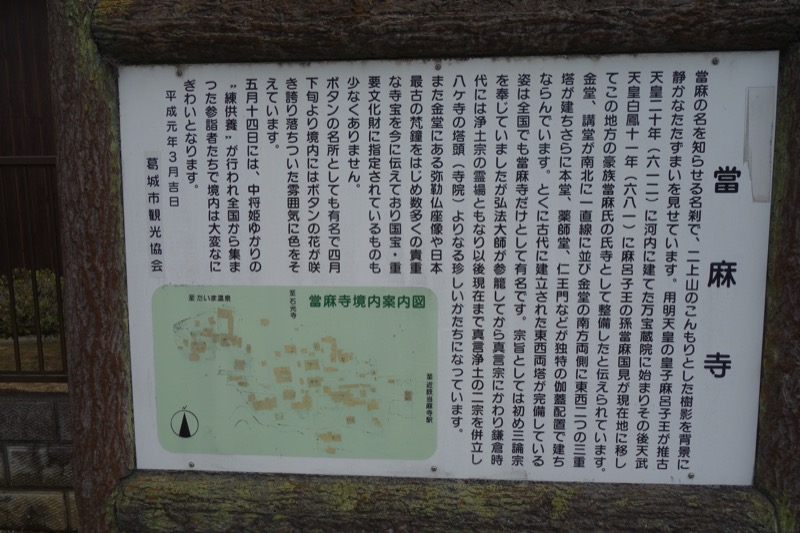 當麻寺
當麻の名を知らせる名刹で、二上山のこんもりとした樹影を背景に
静かなたたずまいを見せています。用明天皇の皇子麻呂子王が推古
天皇二十年（六一二）に河内に建てた万宝蔵院に始まりその後天武
天皇白鳳十一年（六八一）に麻呂子王の孫當麻国見が現在地に移し
てこの地方の豪族當麻氏の氏寺として整備したと伝えられています。
金堂、講堂が南北に一直線に並び金堂の南方両側に東西二つの三重
塔が建ちさらに本堂、薬師堂、仁王門などが独特の伽藍配置で建ち
ならんでいます。とくに古代に建立された東西両塔が完備している
姿は全国でも當麻寺だけとして有名です。宗旨としては初め三論宗
を奉じていましたが弘法大師が参籠してから真言宗にかわり鎌倉時
代には浄土宗の霊場ともなり以後現在まで真言浄土の二宗を併立し
八ケ寺の塔頭（寺院）よりなる珍しいかたちになっています。
また金堂にある弥勒仏座像や日本
最古の梵鐘をはじめ数多くの貴重
な寺宝を今に伝えており国宝・重
要文化財に指定されているものも
少なくありません。
ボタンの名所としても有名で四月
下旬より境内にはボタンの花が咲
き誇り落ちついた雰囲気に色をそ
えています。
五月十四日には、中将姫ゆかりの
“練供養”が行われ全国から集ま
つた参詣者たちで境内は大変なに
ぎわいとなります。
平成元年３月吉日
葛城市観光協会
當麻寺境内案内図
至たいま温泉
至石光寺
至近鉄当麻寺駅